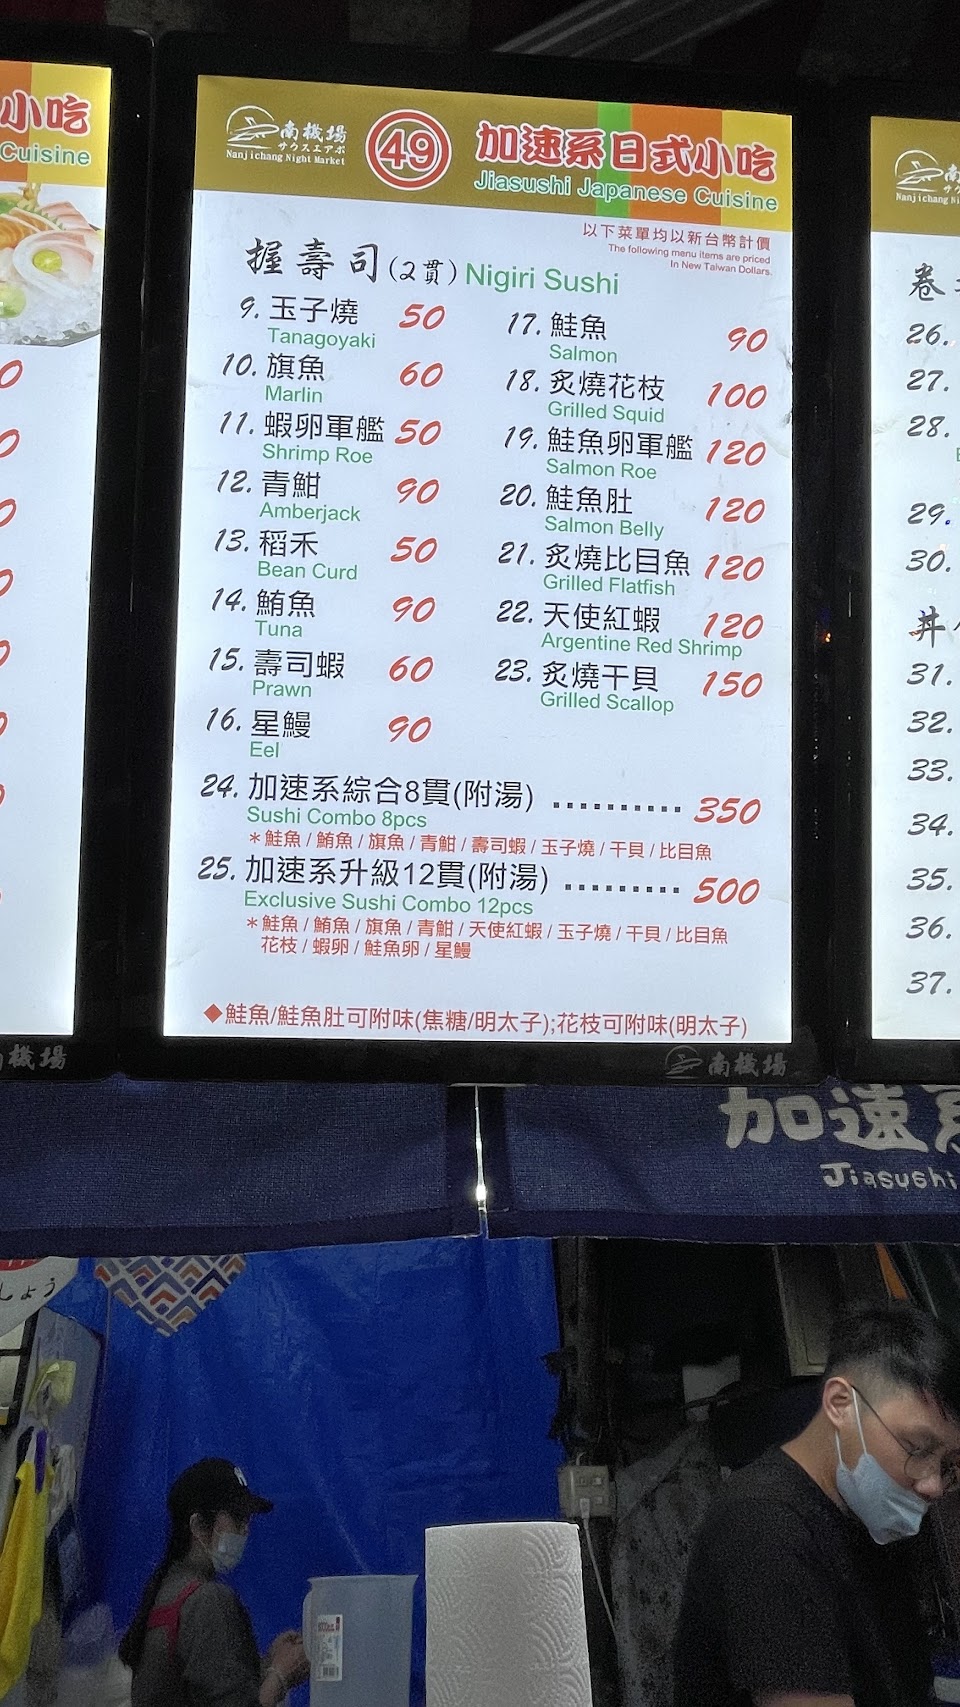 小吃
Cuisine
南機場
サウスエアポ
Nanjichang Night Market
49
加速系日式小吃
Jiasushi Japanese Cuisine
以下菜單均以新台幣計價
The following menu items are priced
In New Taiwan Dollars.
握壽司(2貫) Nigiri Sushi
9. 玉子燒 50
Tanagoyaki
10. 旗魚 60
Marlin
11. 蝦卵軍艦 50
Shrimp Roe
12. 青魽 90
Amberjack
13. 稻禾 50
Bean Curd
14. 鮪魚 90
Tuna
15. 壽司蝦 60
Prawn
16. 星鰻 90
Eel
17. 鮭魚 90
Salmon
18. 炙燒花枝 100
Grilled Squid
19. 鮭魚卵軍艦 120
Salmon Roe
20. 鮭魚肚 120
Salmon Belly
21. 炙燒比目魚 120
Grilled Flatfish
22. 天使紅蝦 120
Argentine Red Shrimp
23. 炙燒干貝 150
Grilled Scallop
24. 加速系綜合8貫(附湯) ........... 350
Sushi Combo 8pcs
＊鮭魚 / 鮪魚 / 旗魚 / 青魽 / 壽司蝦 / 玉子燒 / 干貝 / 比目魚
25. 加速系升級12貫(附湯) .......... 500
Exclusive Sushi Combo 12pcs
＊鮭魚 / 鮪魚 / 旗魚 / 青魽 / 天使紅蝦 / 玉子燒 / 干貝 / 比目魚
花枝 / 蝦卵 / 鮭魚卵 / 星鰻
◆鮭魚/鮭魚肚可附味(焦糖/明太子);花枝可附味(明太子)
南機場
機場
Nanjichang Ni
卷
26.
27.
28.
29.
30.
丼
31.
32.
33.
34.
35.
36.
37.
加速系
Jiasushi
しょう